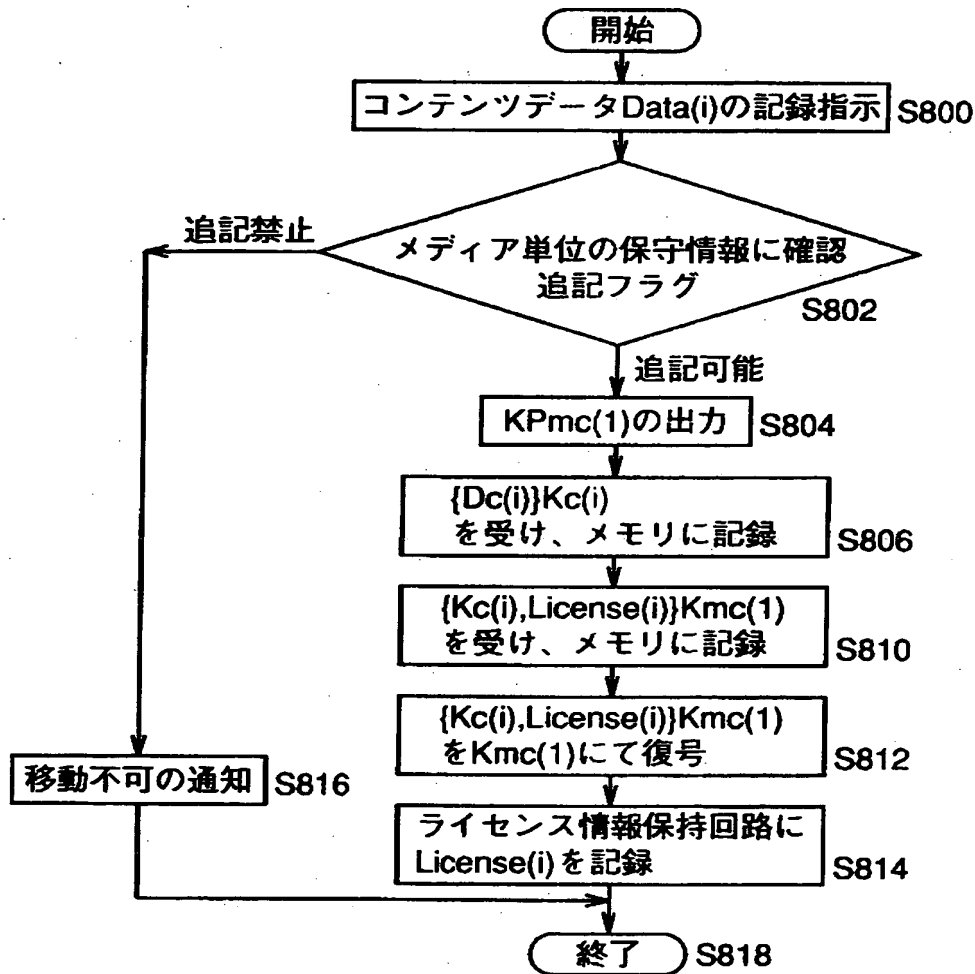 開始
コンテンツデータData(i)の記録指示
S800
追記禁止
メディア単位の保守情報に確認
追記フラグ
S802
追記可能
KPmc(1)の出力
S804
{Dc(i)}Kc(i)
を受け、メモリに記録
S806
{Kc(i),License(i)}Kmc(1)
を受け、メモリに記録
S810
{Kc(i),License(i)}Kmc(1)
をKmc(1)にて復号
S812
移動不可の通知
S816
ライセンス情報保持回路に
License(i)を記録
S814
終了
S818